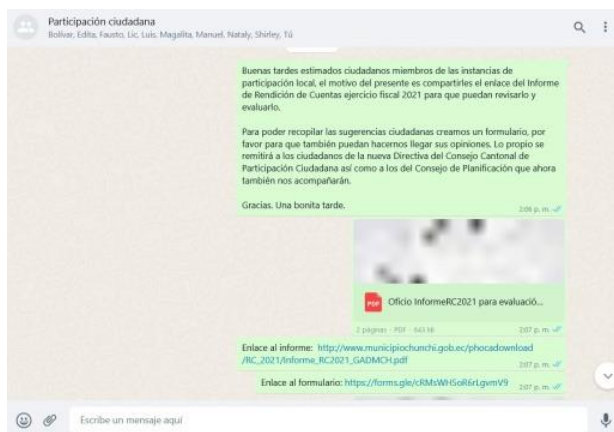 Participación ciudadana
Bolívar, Edita, Fausto, Lic, Luis, Magalita, Manuel, Nataly, Shirley, Tú
Buenas tardes estimados ciudadanos miembros de las instancias de
participación local, el motivo del presente es compartirles el enlace del Informe
de Rendición de Cuentas ejercicio fiscal 2021 para que puedan revisarlo y
evaluarlo.
Para poder recopilar las sugerencias ciudadanas creamos un formulario, por
favor para que también puedan hacernos llegar sus opiniones. Lo propio se
remitirá a los ciudadanos de la nueva Directiva del Consejo Cantonal de
Participación Ciudadana así como a los del Consejo de Planificación que ahora
también nos acompañarán.
Gracias. Una bonita tarde.
2:06 p. m.
PDF
Oficio InformeRC2021 para evaluació...
2 páginas · PDF · 643 kB
2:07 p. m.
Enlace al informe: http://www.municipiochunchi.gob.ec/phocadownload
/RC_2021/Informe_RC2021_GADMCH.pdf
2:07 p. m.
Enlace al formulario: https://forms.gle/cRMsWHSoR6rLgvmV9
2:07 p. m.
Escribe un mensaje aquí